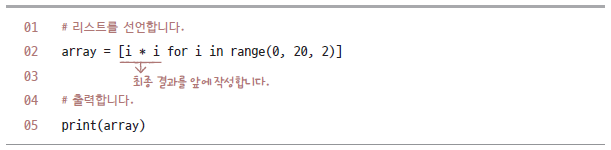 01 # 리스트를 선언합니다.
02 array = [i * i for i in range(0, 20, 2)]
03
최종 결과를 앞에 작성합니다.
04 # 출력합니다.
05 print(array)